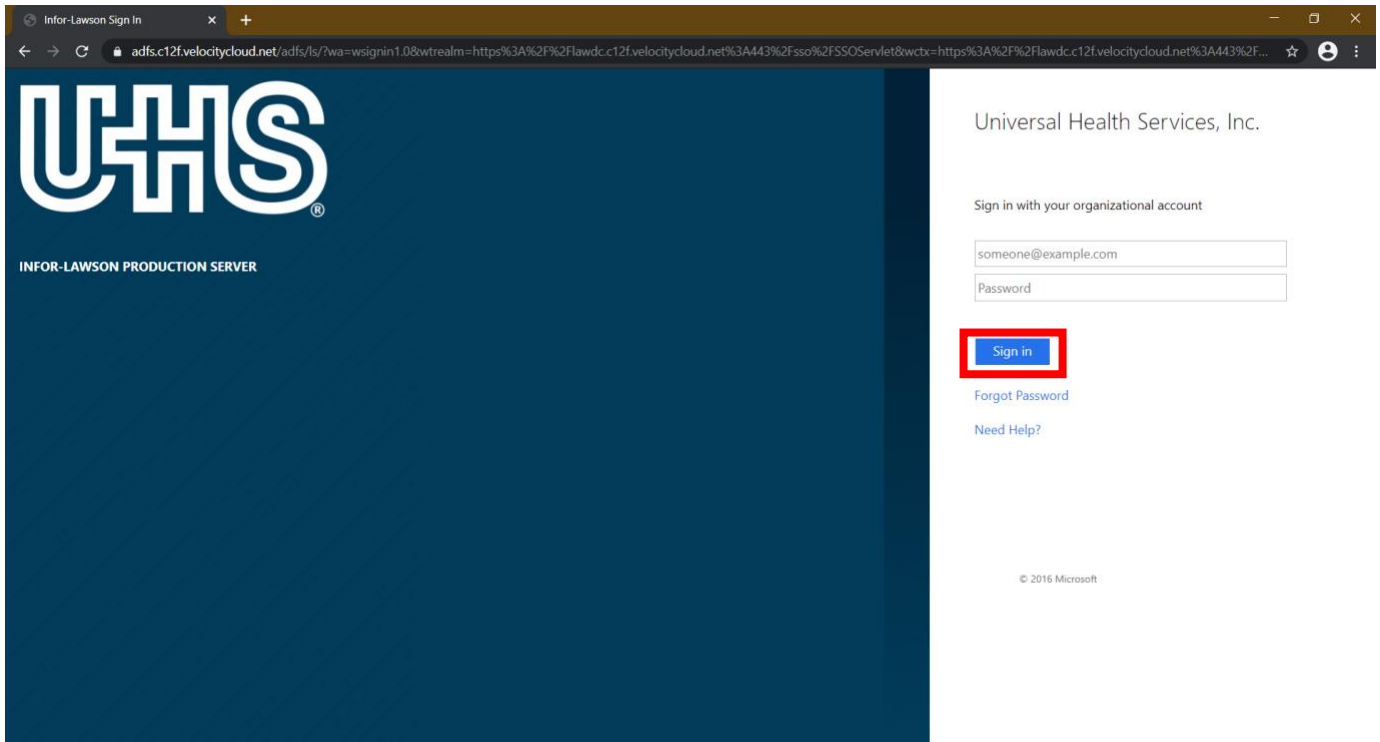 Infor-Lawson Sign In
adfs.c12f.velocitycloud.net/adfs/ls/?wa=wsignin1.0&wtrealm=https%3A%2F%2Flawdc.c12f.velocitycloud.net%3A443%2Fsso%2FSSOServlet&wctx=https%3A%2F%2Flawdc.c12f.velocitycloud.net%3A443%2F...
UHS®
INFOR-LAWSON PRODUCTION SERVER
Universal Health Services, Inc.
Sign in with your organizational account
someone@example.com
Password
Sign in
Forgot Password
Need Help?
© 2016 Microsoft